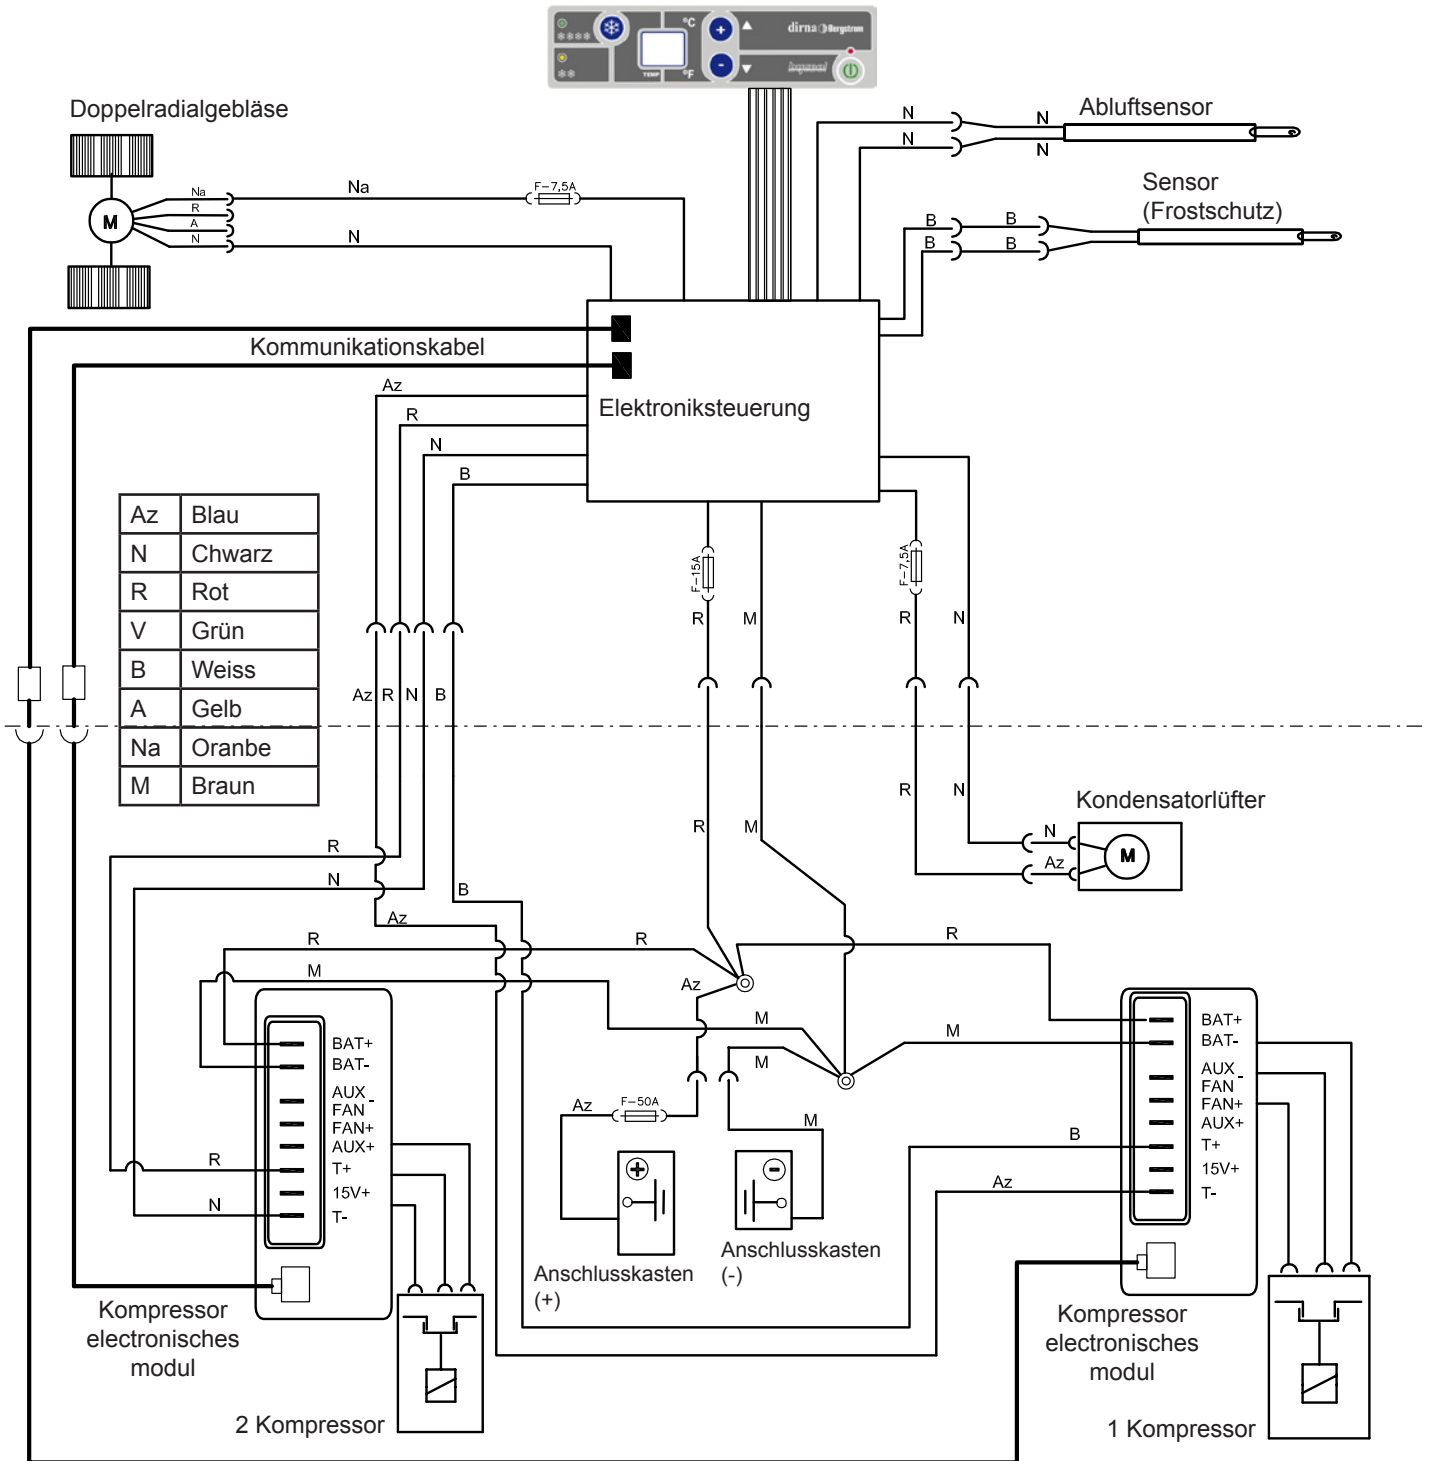 °C
dirna Bergstrom
TEMP
°F
Doppelradialgebläse
Abluftsensor
N
N
N
N
Sensor
(Frostschutz)
Na
R
A
N
M
Na
F-7,5A
N
B
B
B
B
Kommunikationskabel
Az
R
N
B
Elektroniksteuerung
Az Blau
N Chwarz
R Rot
V Grün
B Weiss
A Gelb
Na Oranbe
M Braun
F-15A
F-7,5A
R
M
R
N
Az
R
N
B
R
M
R
N
Kondensatorlüfter
N
Az
M
R
N
B
Az
R
R
R
M
Az
M
M
M
BAT+
BAT-
AUX
FAN -
FAN+
AUX+
T+
15V+
T-
R
N
BAT+
BAT-
AUX
FAN -
FAN+
AUX+
T+
15V+
T-
B
Az
Az
F-50A
M
+
-
Anschlusskasten
(+)
Anschlusskasten
(-)
Kompressor
electronisches
modul
Kompressor
electronisches
modul
2 Kompressor
1 Kompressor